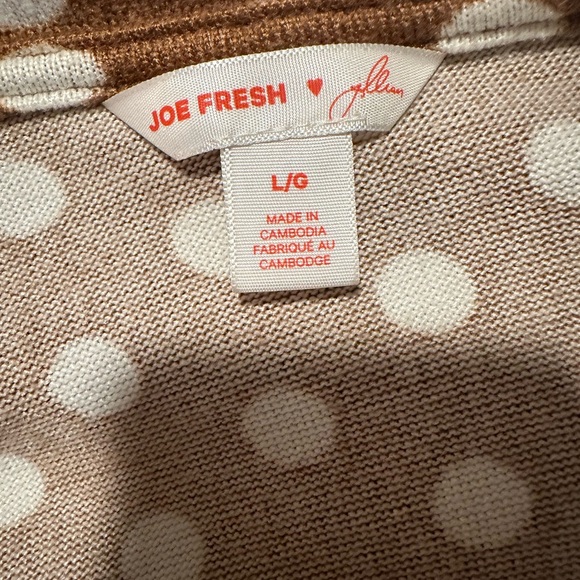 JOE FRESH ♥
L/G
MADE IN
CAMBODIA
FABRIQUÉ AU
CAMBODGE